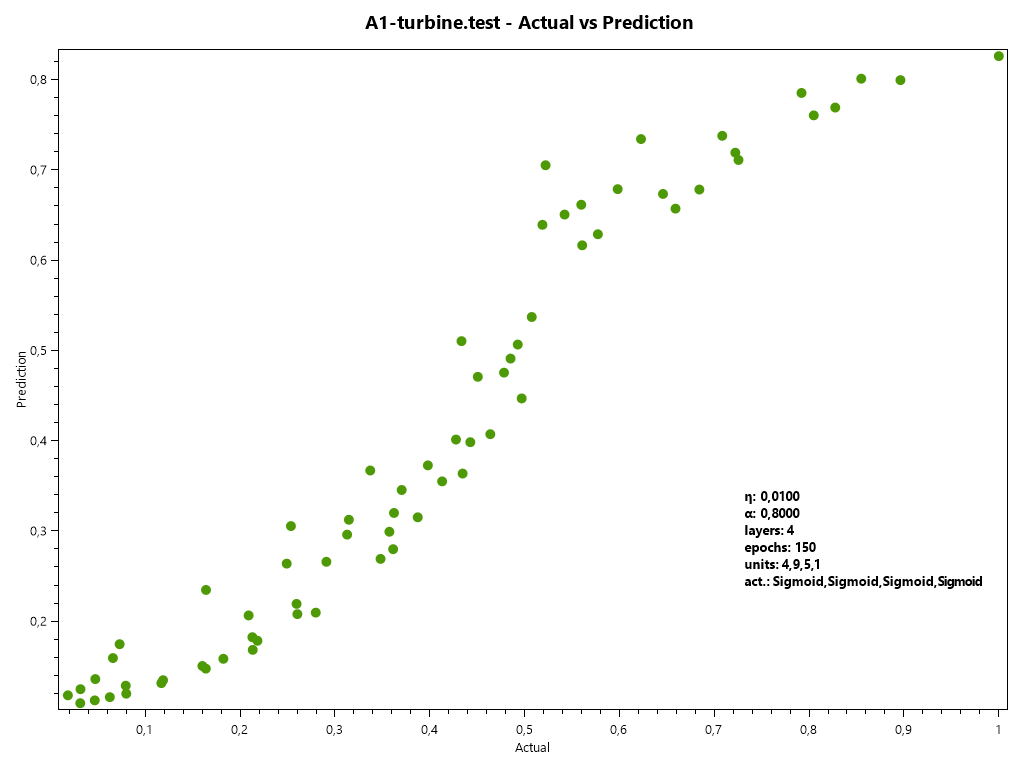 A1-turbine.test - Actual vs Prediction
0,8
0,7
0,6
0,5
0,4
0,3
0,2
Prediction
η: 0,0100
α: 0,8000
layers: 4
epochs: 150
units: 4,9,5,1
act.: Sigmoid,Sigmoid,Sigmoid,Sigmoid
0,1 0,2 0,3 0,4 0,5 0,6 0,7 0,8 0,9 1
Actual